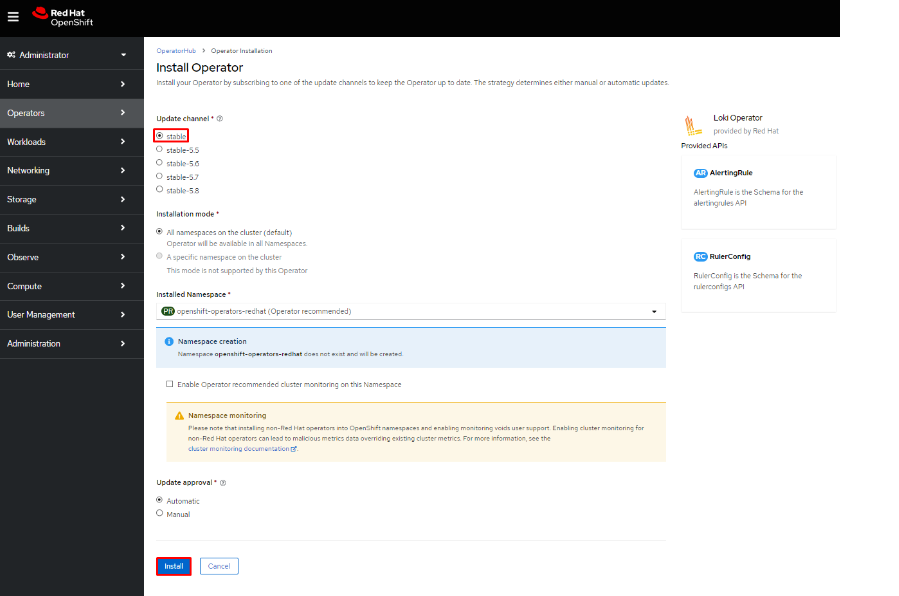 Red Hat
OpenShift
Administrator
Home
Operators
Workloads
Networking
Storage
Builds
Observe
Compute
User Management
Administration
OperatorHub > Operator Installation
Install Operator
Install your Operator by subscribing to one of the update channels to keep the Operator up to date. The strategy determines either manual or automatic updates.
Update channel *
stable
stable-5.5
stable-5.6
stable-5.7
stable-5.8
Installation mode *
All namespaces on the cluster (default)
Operator will be available in all Namespaces.
A specific namespace on the cluster
This mode is not supported by this Operator
Installed Namespace *
PR openshift-operators-redhat (Operator recommended)
Namespace creation
Namespace openshift-operators-redhat does not exist and will be created.
Enable Operator recommended cluster monitoring on this Namespace
Namespace monitoring
Please note that installing non-Red Hat operators into OpenShift namespaces and enabling monitoring voids user support. Enabling cluster monitoring for
non-Red Hat operators can lead to malicious metrics data overriding existing cluster metrics. For more information, see the
cluster monitoring documentation.
Update approval *
Automatic
Manual
Install
Cancel
Loki Operator
provided by Red Hat
Provided APIs
AR AlertingRule
AlertingRule is the Schema for the
alertingrules API
RC RulerConfig
RulerConfig is the Schema for the
rulerconfigs API